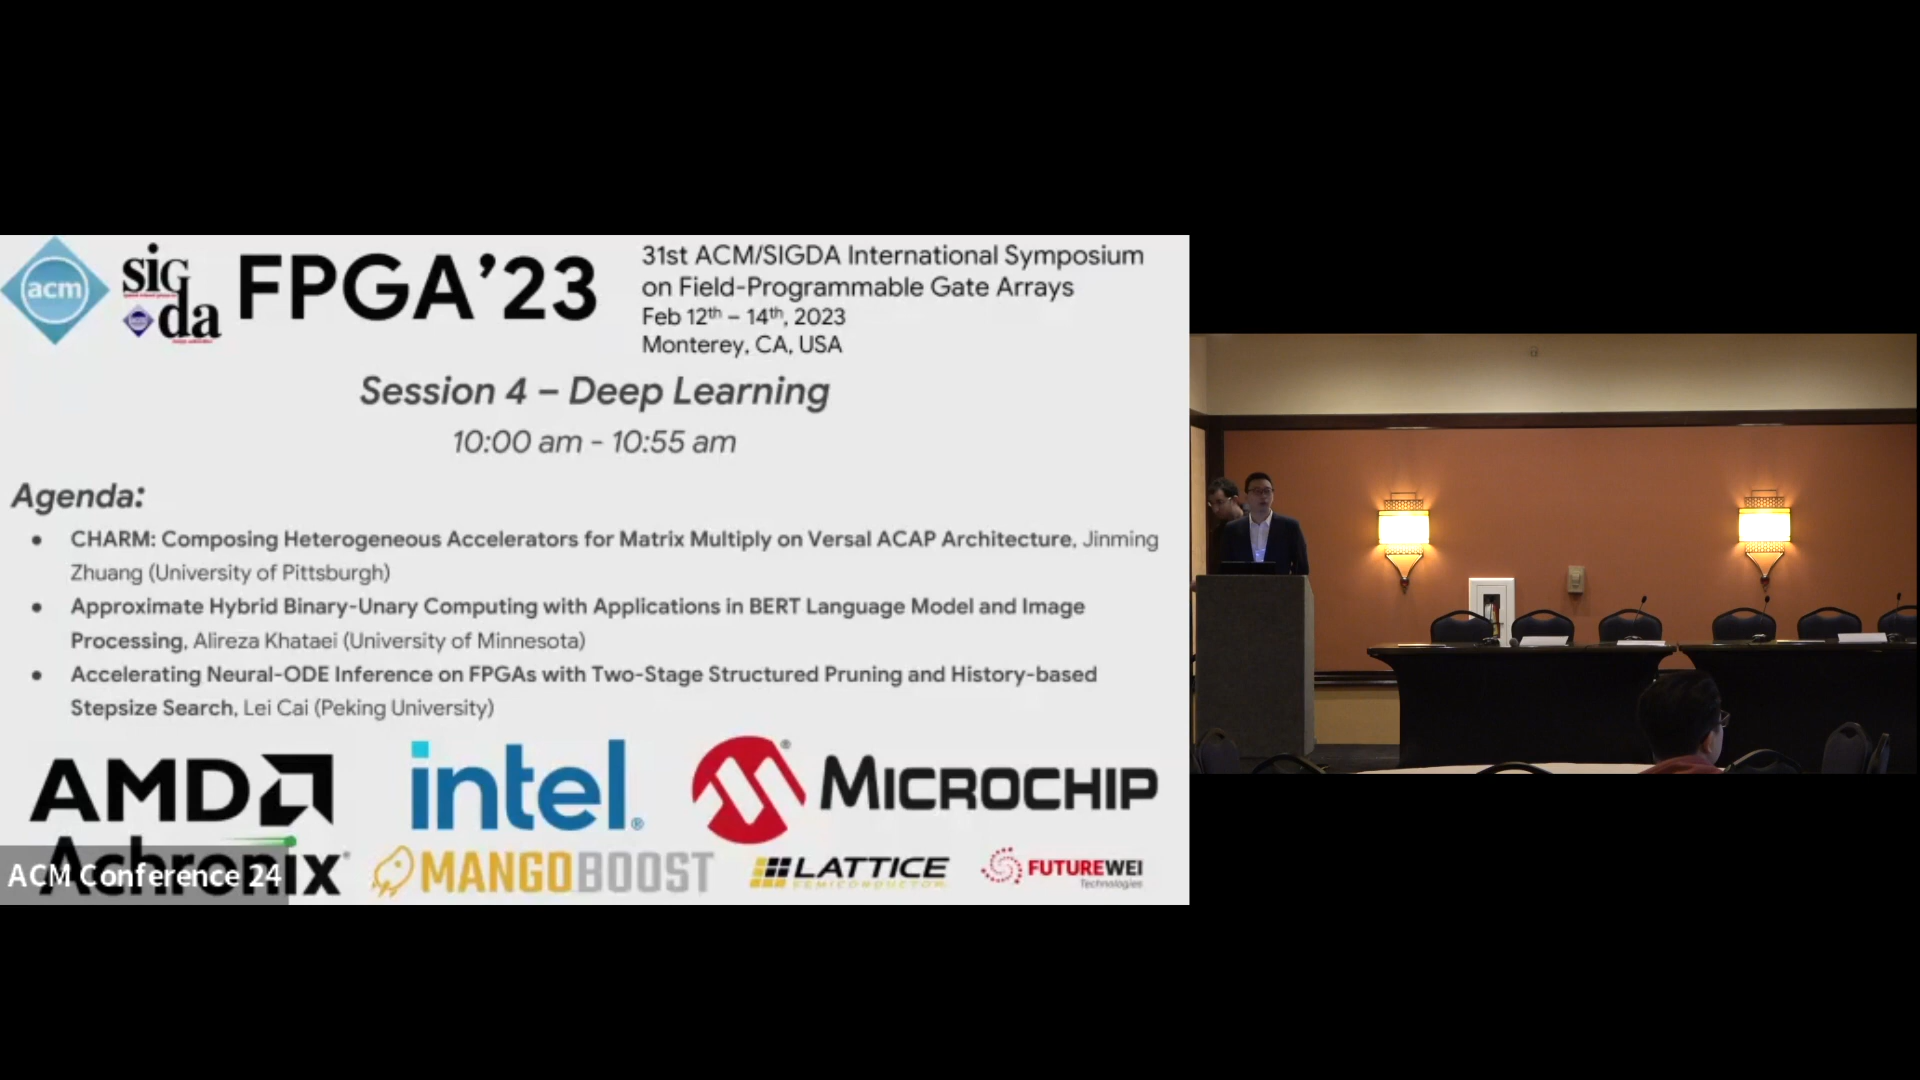 acm
sigda
FPGA’23
31st ACM/SIGDA International Symposium
on Field-Programmable Gate Arrays
Feb 12th – 14th, 2023
Monterey, CA, USA
Session 4 – Deep Learning
10:00 am - 10:55 am
Agenda:
• CHARM: Composing Heterogeneous Accelerators for Matrix Multiply on Versal ACAP Architecture, Jinming
Zhuang (University of Pittsburgh)
• Approximate Hybrid Binary-Unary Computing with Applications in BERT Language Model and Image
Processing, Alireza Khataei (University of Minnesota)
• Accelerating Neural-ODE Inference on FPGAs with Two-Stage Structured Pruning and History-based
Stepsize Search, Lei Cai (Peking University)
AMD
intel®
MICROCHIP®
Achronix®
MANGOBOOST
LATTICE
SEMICONDUCTOR
FUTUREWEI
Technologies
ACM Conference 24